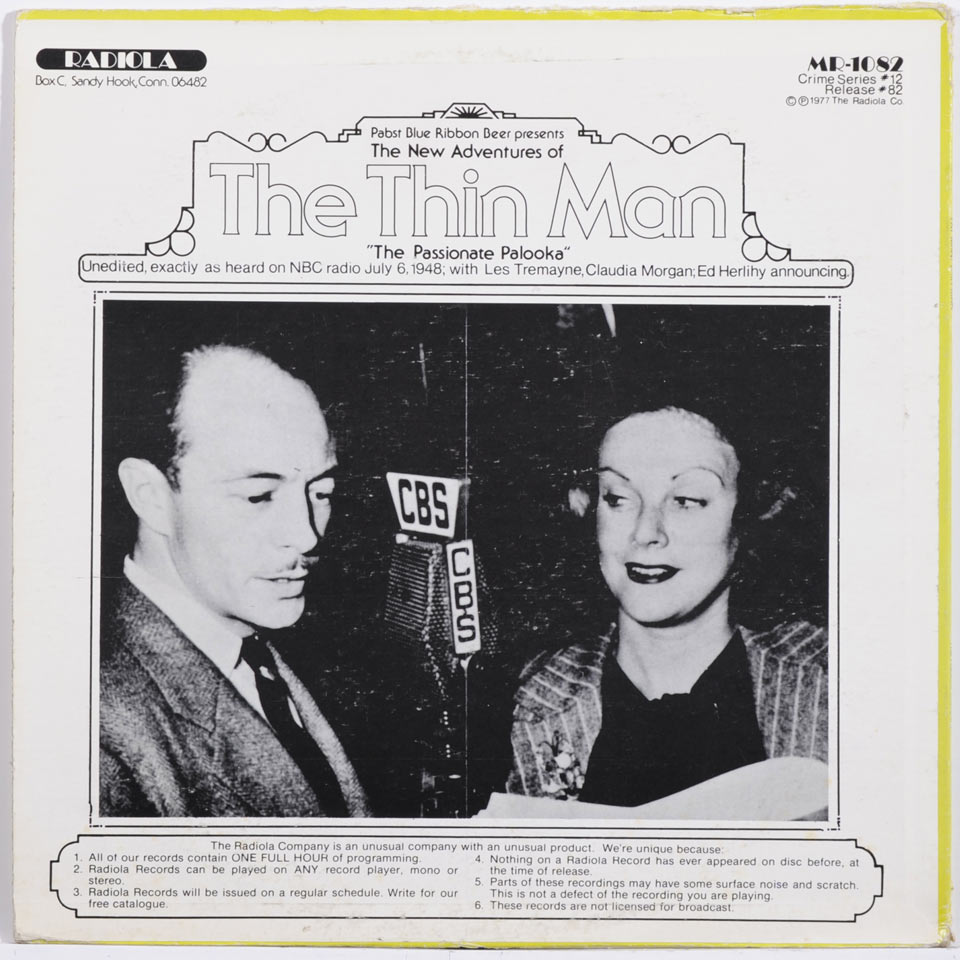 RADIOLA
Box C, Sandy Hook, Conn. 06482
MR-1082
Crime Series #12
Release #82
© ℗ 1977 The Radiola Co.
Pabst Blue Ribbon Beer presents
The New Adventures of
The Thin Man
"The Passionate Palooka"
Unedited, exactly as heard on NBC radio July 6, 1948; with Les Tremayne, Claudia Morgan; Ed Herlihy announcing.
CBS
CBS
The Radiola Company is an unusual company with an unusual product. We're unique because:
1. All of our records contain ONE FULL HOUR of programming.
2. Radiola Records can be played on ANY record player, mono or
stereo.
3. Radiola Records will be issued on a regular schedule. Write for our
free catalogue.
4. Nothing on a Radiola Record has ever appeared on disc before, at
the time of release.
5. Parts of these recordings may have some surface noise and scratch.
This is not a defect of the recording you are playing.
6. These records are not licensed for broadcast.